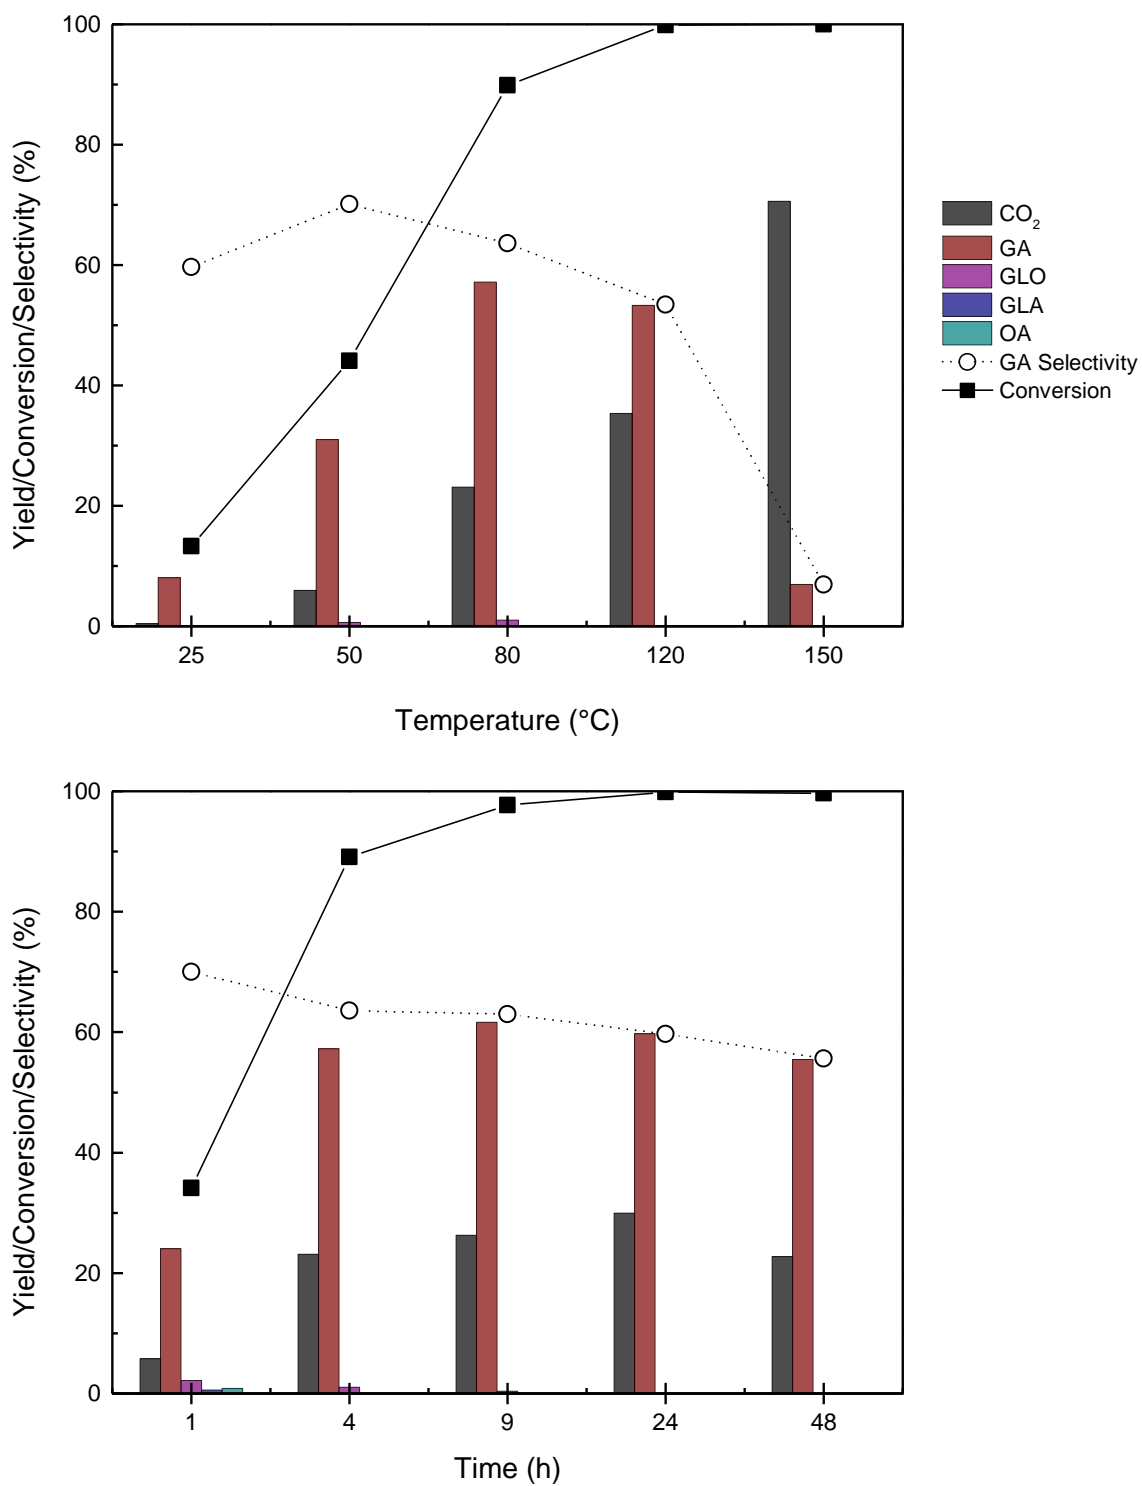 100
80
60
40
20
0
Yield/Conversion/Selectivity (%)
25 50 80 120 150
Temperature (°C)
CO₂
GA
GLO
GLA
OA
GA Selectivity
Conversion
100
80
60
40
20
0
Yield/Conversion/Selectivity (%)
1 4 9 24 48
Time (h)